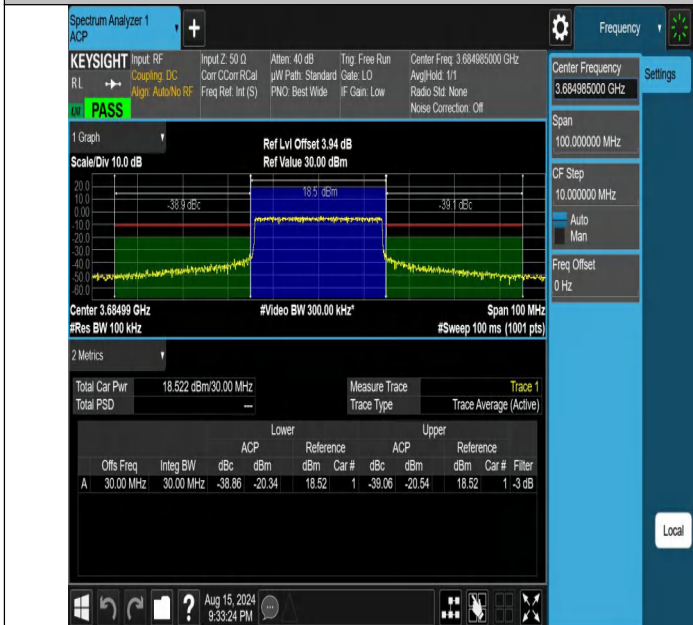 Spectrum Analyzer 1
ACP
+
Frequency
KEYSIGHT Input: RF Input Z: 50 Ω Atten: 40 dB Trig: Free Run Center Freq: 3.684985000 GHz
RL Coupling: DC Corr CCorr RCal µW Path: Standard Gate: LO Avg|Hold: 1/1
Align: Auto/No RF Freq Ref: Int (S) PNO: Best Wide IF Gain: Low Radio Std: None
PASS Noise Correction: Off
Center Frequency
3.684985000 GHz
Settings
Span
100.000000 MHz
CF Step
10.000000 MHz
Auto
Man
Freq Offset
0 Hz
1 Graph
Ref Lvl Offset 3.94 dB
Scale/Div 10.0 dB Ref Value 30.00 dBm
20.0
10.0
0.00
-10.0
-20.0
-30.0
-40.0
-50.0
-60.0
-38.9 dBc 18.5 dBm -39.1 dBc
Center 3.68499 GHz #Video BW 300.00 kHz* Span 100 MHz
#Res BW 100 kHz #Sweep 100 ms (1001 pts)
2 Metrics
Total Car Pwr 18.522 dBm/30.00 MHz Measure Trace Trace 1
Total PSD --- Trace Type Trace Average (Active)
Lower Upper
ACP Reference ACP Reference
Offs Freq Integ BW dBc dBm dBm Car # dBc dBm dBm Car # Filter
A 30.00 MHz 30.00 MHz -38.86 -20.34 18.52 1 -39.06 -20.54 18.52 1 -3 dB
Local
? Aug 15, 2024
9:33:24 PM